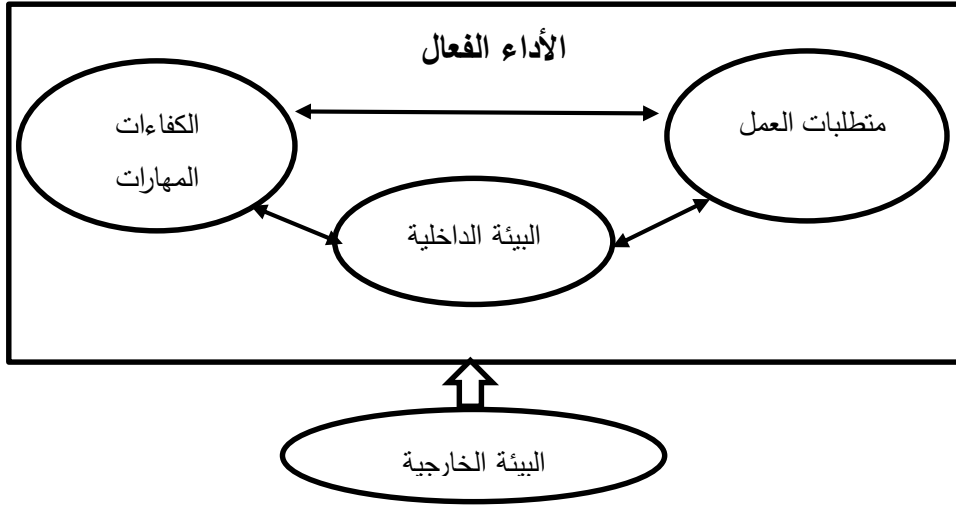 الأداء الفعال
متطلبات العمل
الكفاءات
المهارات
البيئة الداخلية
البيئة الخارجية